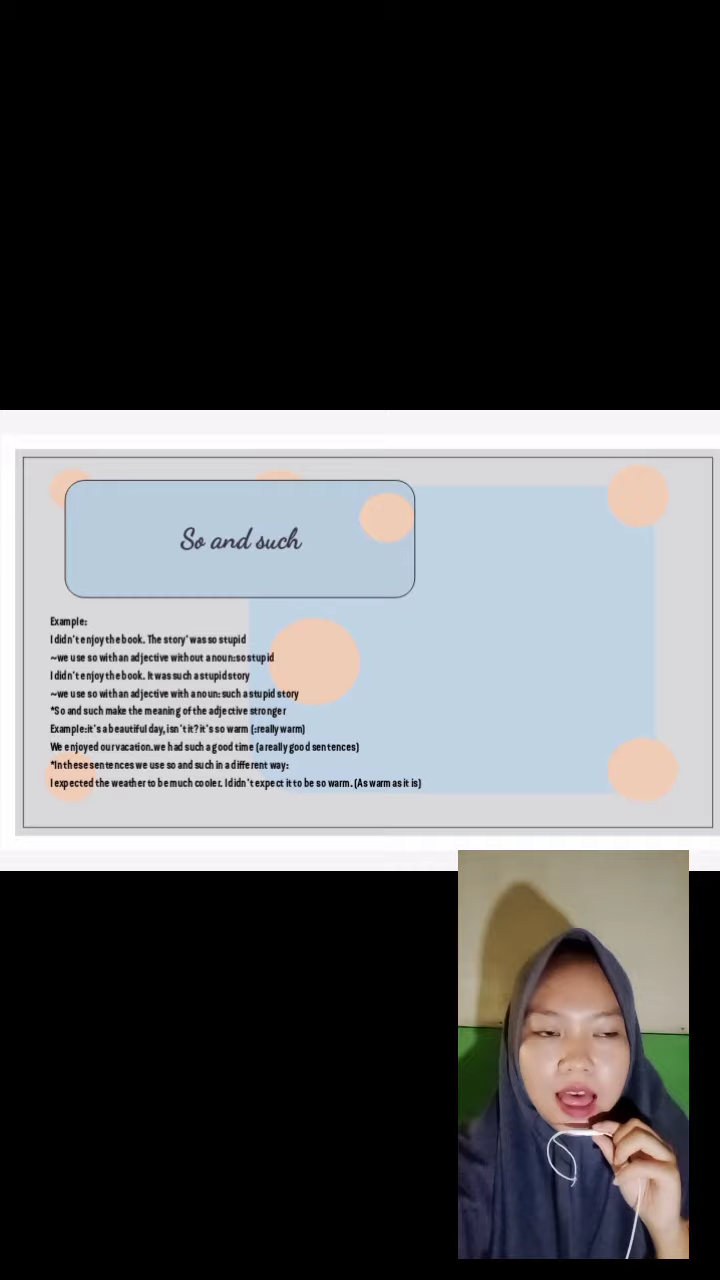 So and such
Example:
I didn't enjoy the book. The story' was so stupid
~we use so with an adjective without a noun:so stupid
I didn't enjoy the book. It was such a stupid story
~we use so with an adjective with a noun: such a stupid story
*So and such make the meaning of the adjective stronger
Example:it's a beautiful day, isn't it? it's so warm (:really warm)
We enjoyed our vacation.we had such a good time (a really good sentences)
*In these sentences we use so and such in a different way:
I expected the weather to be much cooler. I didn't expect it to be so warm. (As warm as it is)